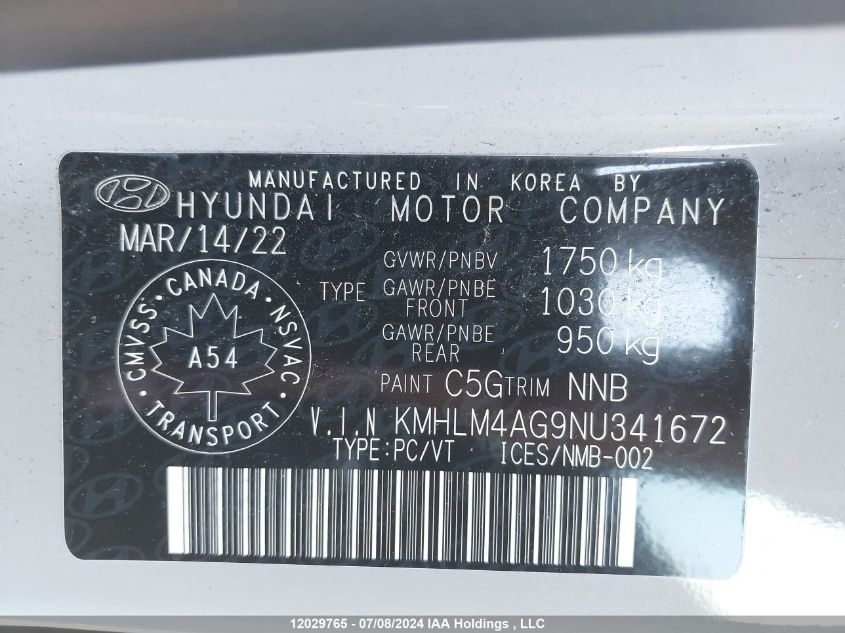 MANUFACTURED IN KOREA BY
HYUNDAI MOTOR COMPANY
MAR/14/22
GVWR/PNBV 1750 kg
TYPE GAWR/PNBE FRONT 1030 kg
GAWR/PNBE REAR 950 kg
CANADA
CMVSS NSVAC
A54
TRANSPORT
PAINT C5G TRIM NNB
V.I.N KMHLM4AG9NU341672
TYPE:PC/VT ICES/NMB-002
12029765 - 07/08/2024 IAA Holdings , LLC